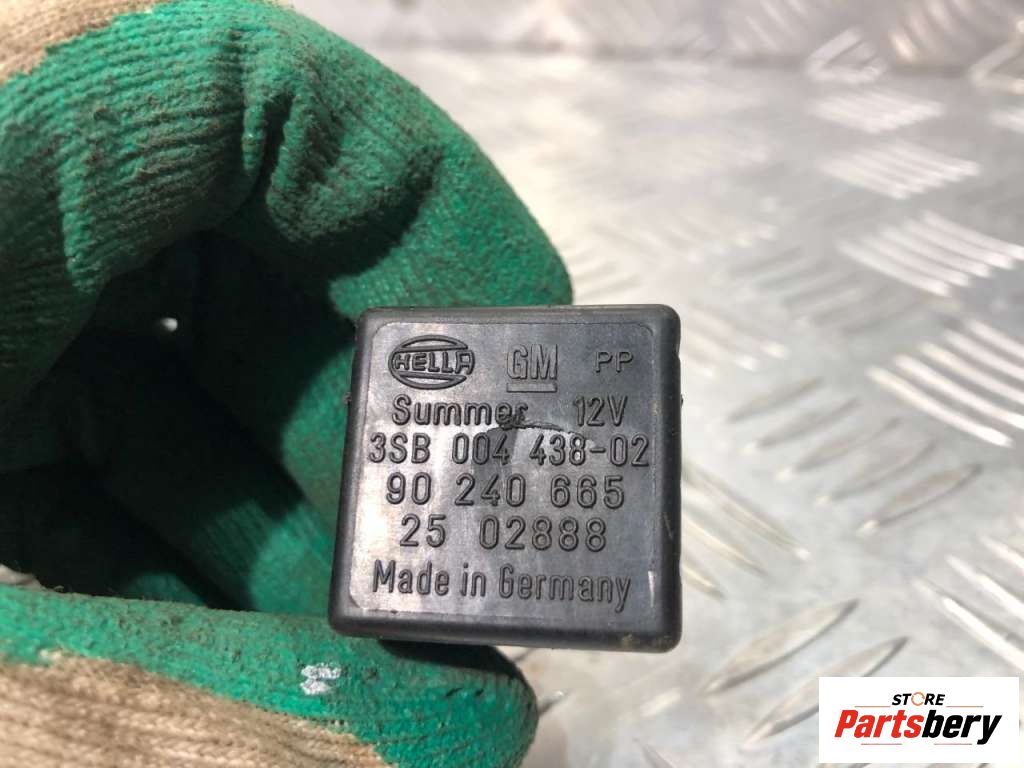 HELLA GM PP
Summer 12V
3SB 004 438-02
90 240 665
25 02888
Made in Germany
STORE
Partsbery